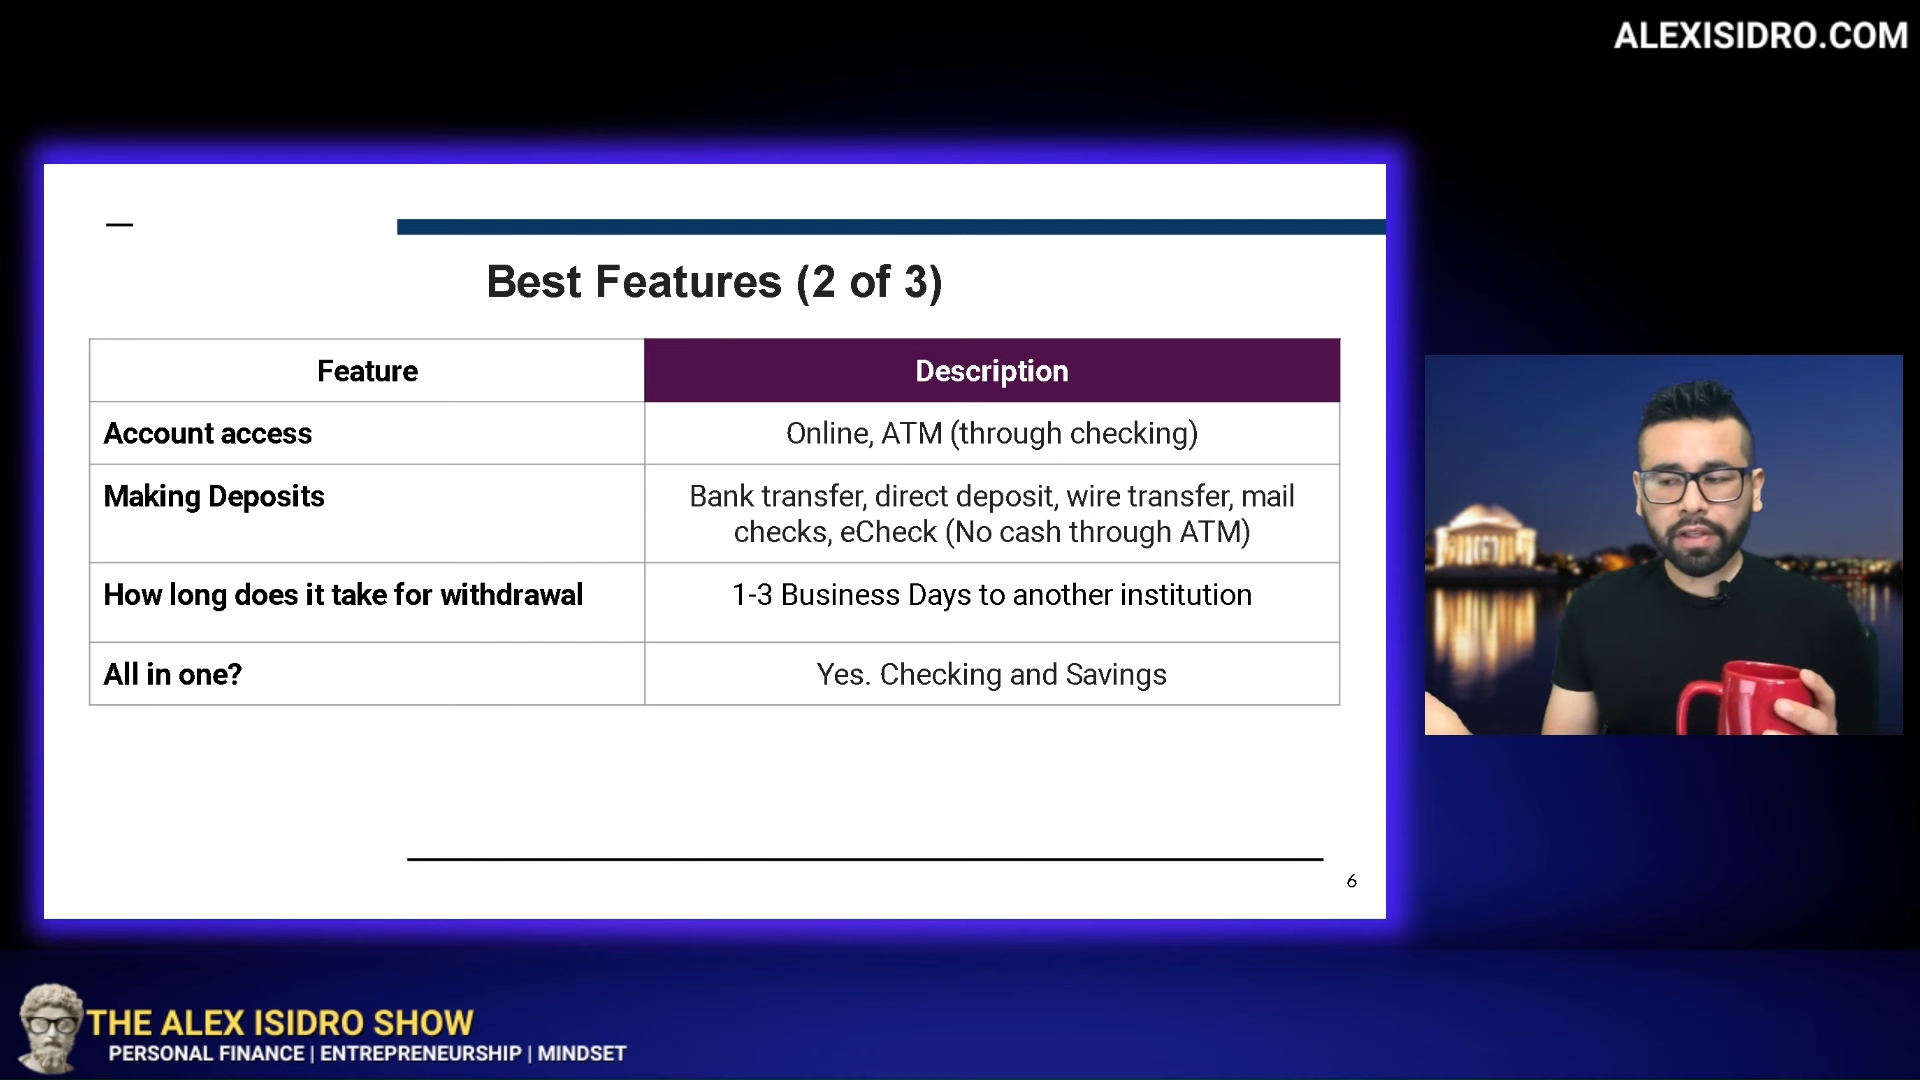 ALEXISIDRO.COM
Best Features (2 of 3)
Feature
Description
Account access
Online, ATM (through checking)
Making Deposits
Bank transfer, direct deposit, wire transfer, mail
checks, eCheck (No cash through ATM)
How long does it take for withdrawal
1-3 Business Days to another institution
All in one?
Yes. Checking and Savings
6
THE ALEX ISIDRO SHOW
PERSONAL FINANCE | ENTREPRENEURSHIP | MINDSET